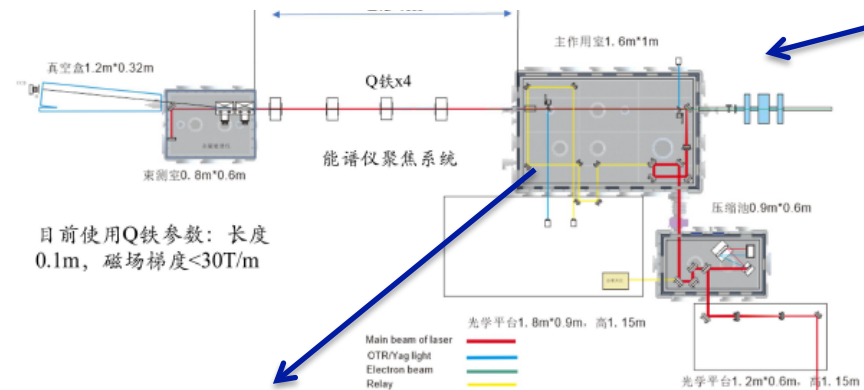 真空盒1.2m*0.32m
主作用室1.6m*1m
Q铁x4
能谱仪聚焦系统
束测室0.8m*0.6m
压缩池0.9m*0.6m
目前使用Q铁参数：长度
0.1m，磁场梯度<30T/m
光学平台1.8m*0.9m，高1.15m
Main beam of laser
OTR/Yag light
Electron beam
Relay
光学平台1.2m*0.6m，高1.15m